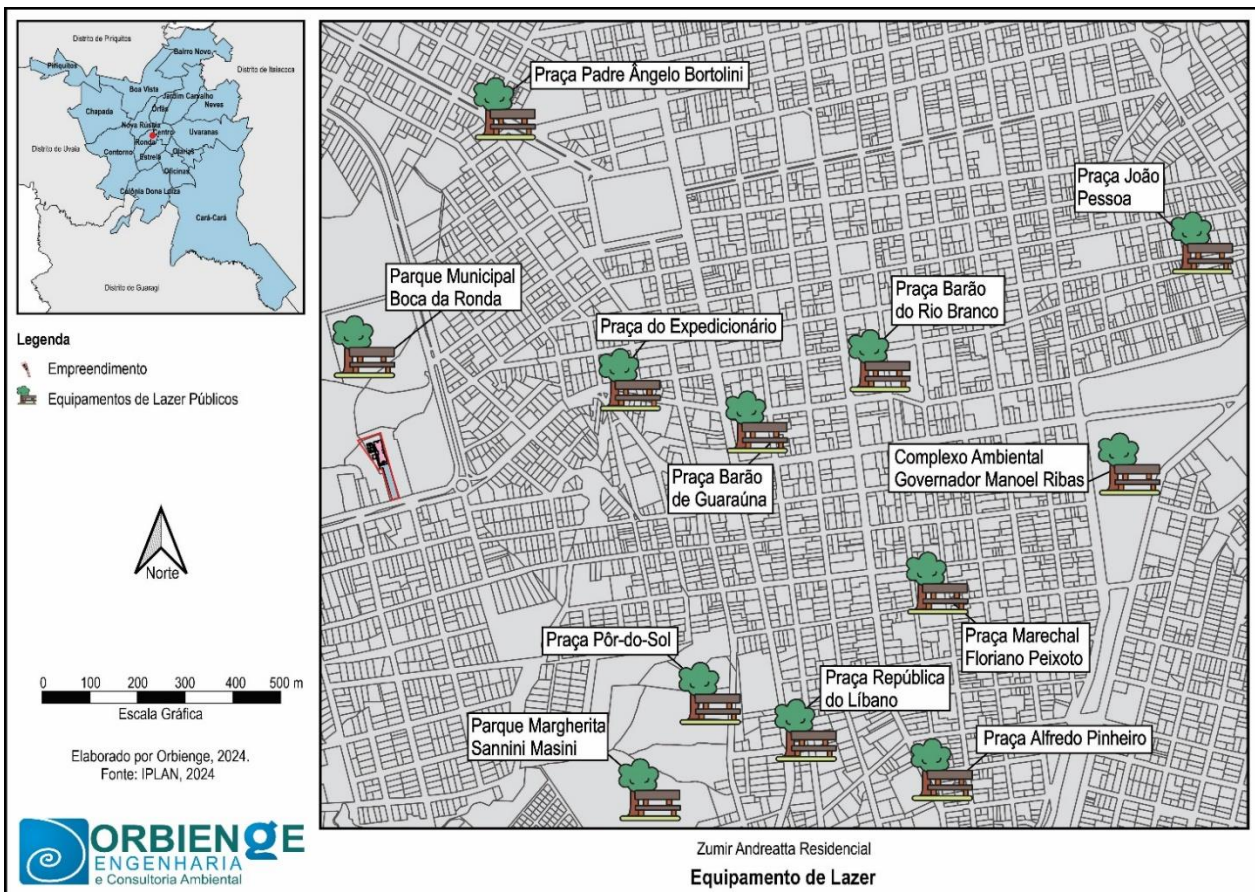 Distrito de Piriquitos
Bairro Novo
Distrito de Itaiacoca
Piriquitos
Boa Vista
Jardim Carvalho
Chapada
Órfãs
Neves
Nova Rússia
Centro
Uvaranas
Ronda
Distrito de Uvaia
Contorno
Olarias
Estrela
Oficinas
Colônia Dona Luiza
Cará-Cará
Distrito de Guaragi
Legenda
Empreendimento
Equipamentos de Lazer Públicos
Norte
0 100 200 300 400 500 m
Escala Gráfica
Elaborado por Orbienge, 2024.
Fonte: IPLAN, 2024
ORBIENGE
ENGENHARIA
e Consultoria Ambiental
Praça Padre Ângelo Bortolini
Praça João
Pessoa
Parque Municipal
Boca da Ronda
Praça Barão
do Rio Branco
Praça do Expedicionário
Praça Barão
de Guaraúna
Complexo Ambiental
Governador Manoel Ribas
Praça Marechal
Floriano Peixoto
Praça Pôr-do-Sol
Praça República
do Líbano
Parque Margherita
Sannini Masini
Praça Alfredo Pinheiro
Zumir Andreatta Residencial
Equipamento de Lazer